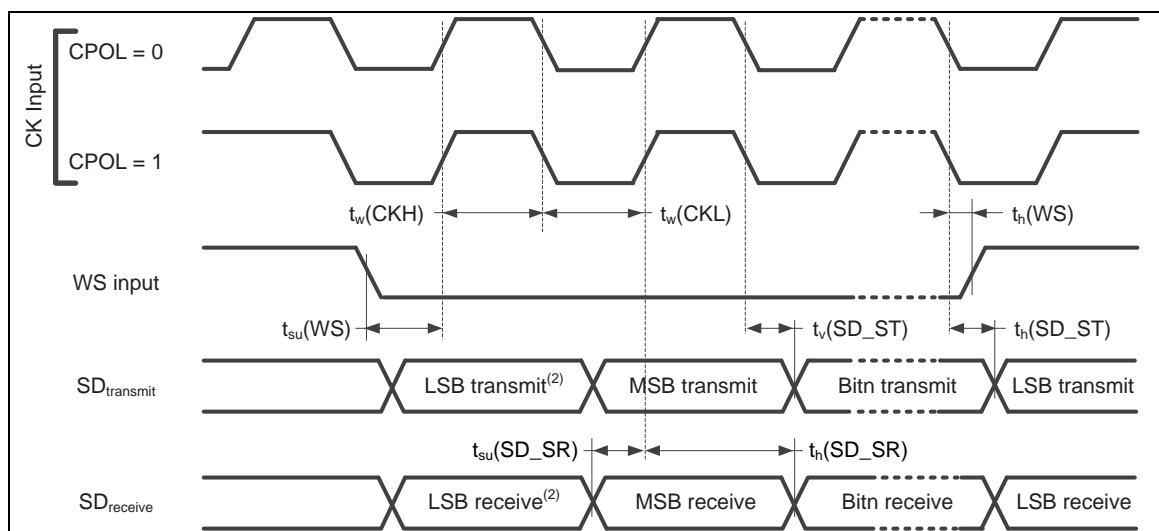 CK Input
CPOL = 0
CPOL = 1
tw(CKH)
tw(CKL)
th(WS)
WS input
tsu(WS)
tv(SD_ST)
th(SD_ST)
SDtransmit
LSB transmit(2)
MSB transmit
Bitn transmit
LSB transmit
tsu(SD_SR)
th(SD_SR)
SDreceive
LSB receive(2)
MSB receive
Bitn receive
LSB receive